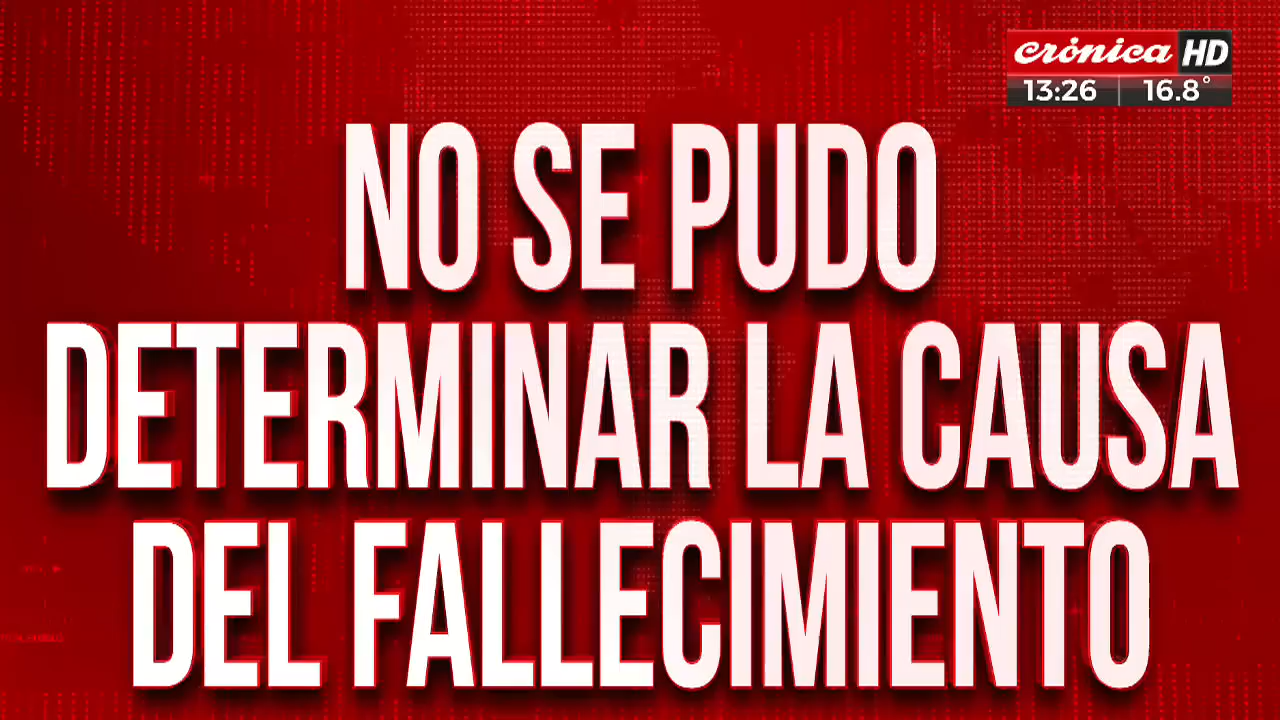 crónica HD
13:26 16.8°
NO SE PUDO
DETERMINAR LA CAUSA
DEL FALLECIMIENTO